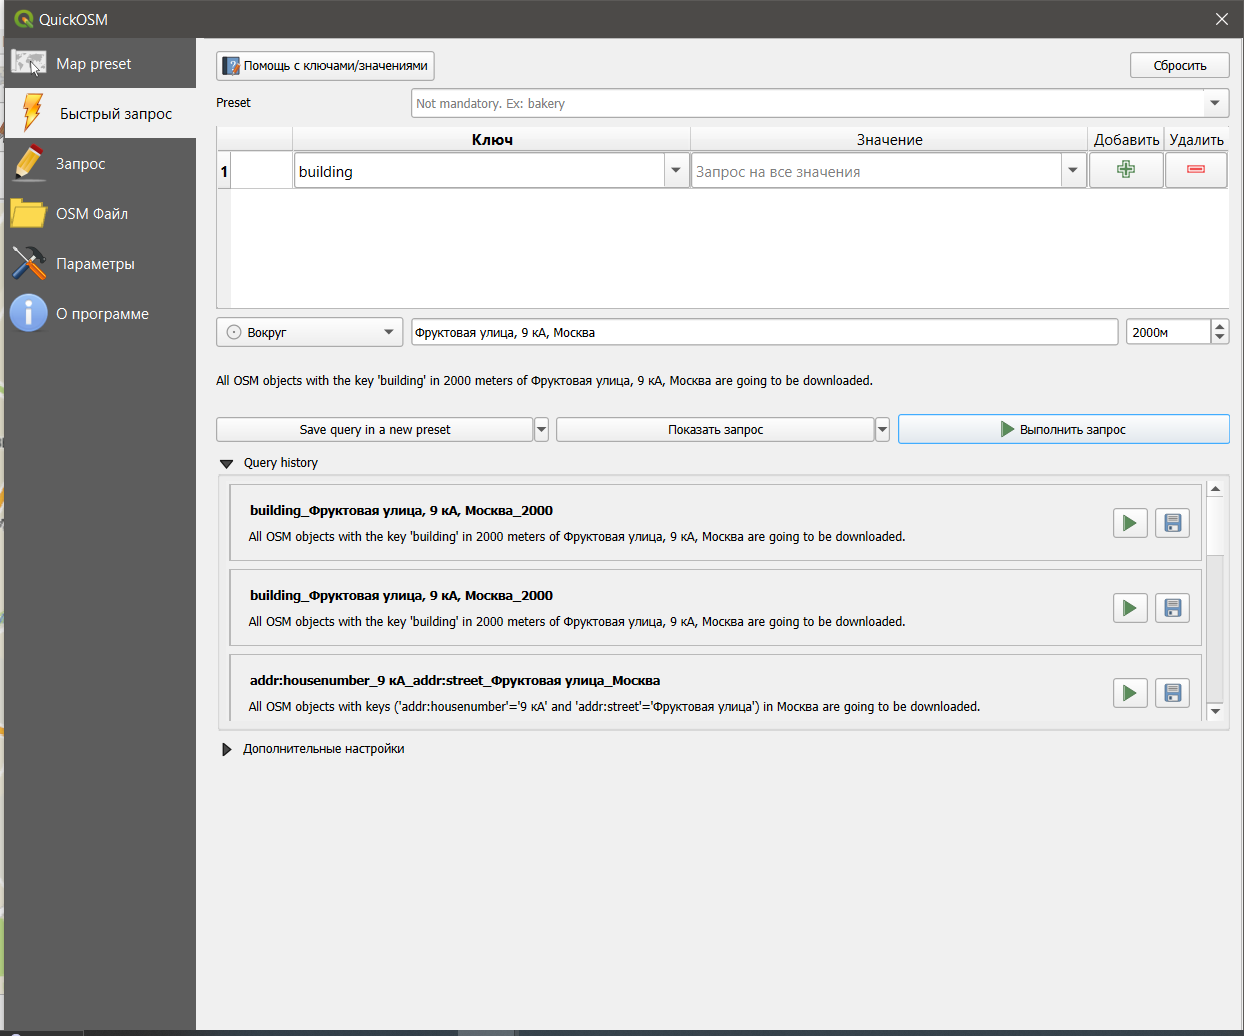 QuickOSM
Map preset
Быстрый запрос
Запрос
OSM Файл
Параметры
О программе
Помощь с ключами/значениями
Сбросить
Preset
Not mandatory. Ex: bakery
Ключ
Значение
Добавить
Удалить
1
building
Запрос на все значения
Вокруг
Фруктовая улица, 9 кА, Москва
2000м
All OSM objects with the key 'building' in 2000 meters of Фруктовая улица, 9 кА, Москва are going to be downloaded.
Save query in a new preset
Показать запрос
Выполнить запрос
Query history
building_Фруктовая улица, 9 кА, Москва_2000
All OSM objects with the key 'building' in 2000 meters of Фруктовая улица, 9 кА, Москва are going to be downloaded.
building_Фруктовая улица, 9 кА, Москва_2000
All OSM objects with the key 'building' in 2000 meters of Фруктовая улица, 9 кА, Москва are going to be downloaded.
addr:housenumber_9 кА_addr:street_Фруктовая улица_Москва
All OSM objects with keys ('addr:housenumber'='9 кА' and 'addr:street'='Фруктовая улица') in Москва are going to be downloaded.
Дополнительные настройки